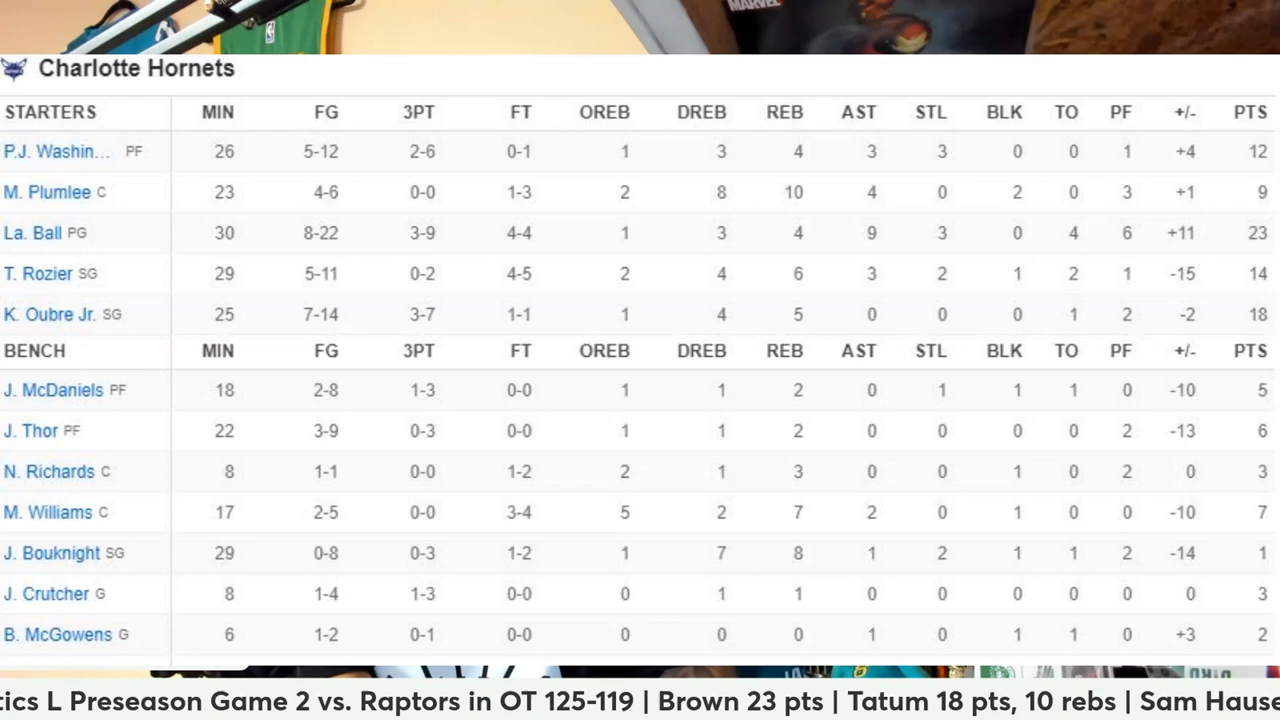 MARVEL
Charlotte Hornets
STARTERS MIN FG 3PT FT OREB DREB REB AST STL BLK TO PF +/- PTS
P.J. Washin... PF 26 5-12 2-6 0-1 1 3 4 3 3 0 0 1 +4 12
M. Plumlee C 23 4-6 0-0 1-3 2 8 10 4 0 2 0 3 +1 9
La. Ball PG 30 8-22 3-9 4-4 1 3 4 9 3 0 4 6 +11 23
T. Rozier SG 29 5-11 0-2 4-5 2 4 6 3 2 1 2 1 -15 14
K. Oubre Jr. SG 25 7-14 3-7 1-1 1 4 5 0 0 0 1 2 -2 18
BENCH MIN FG 3PT FT OREB DREB REB AST STL BLK TO PF +/- PTS
J. McDaniels PF 18 2-8 1-3 0-0 1 1 2 0 1 1 1 0 -10 5
J. Thor PF 22 3-9 0-3 0-0 1 1 2 0 0 0 0 2 -13 6
N. Richards C 8 1-1 0-0 1-2 2 1 3 0 0 1 0 2 0 3
M. Williams C 17 2-5 0-0 3-4 5 2 7 2 0 1 0 0 -10 7
J. Bouknight SG 29 0-8 0-3 1-2 1 7 8 1 2 1 1 2 -14 1
J. Crutcher G 8 1-4 1-3 0-0 0 1 1 0 0 0 0 0 0 3
B. McGowens G 6 1-2 0-1 0-0 0 0 0 1 0 1 1 0 +3 2
tics L Preseason Game 2 vs. Raptors in OT 125-119 | Brown 23 pts | Tatum 18 pts, 10 rebs | Sam Hause